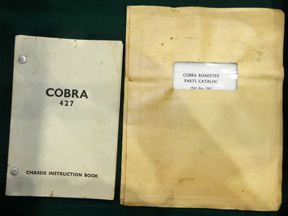 COBRA
427
CHASSIS INSTRUCTION BOOK
COBRA ROADSTER
PARTS CATALOG